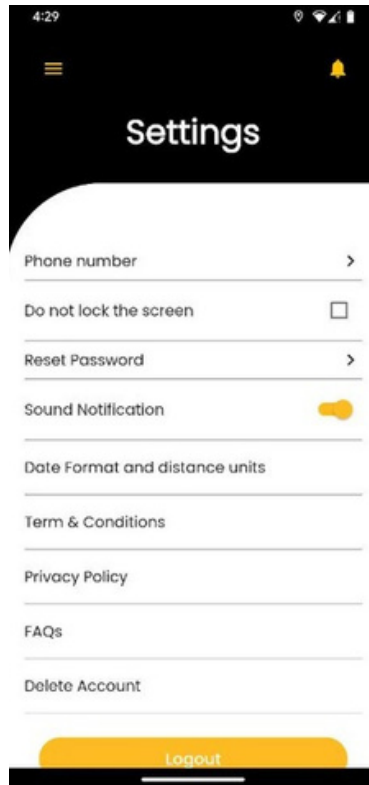 4:29
Settings
Phone number
Do not lock the screen
Reset Password
Sound Notification
Date Format and distance units
Term & Conditions
Privacy Policy
FAQs
Delete Account
Logout